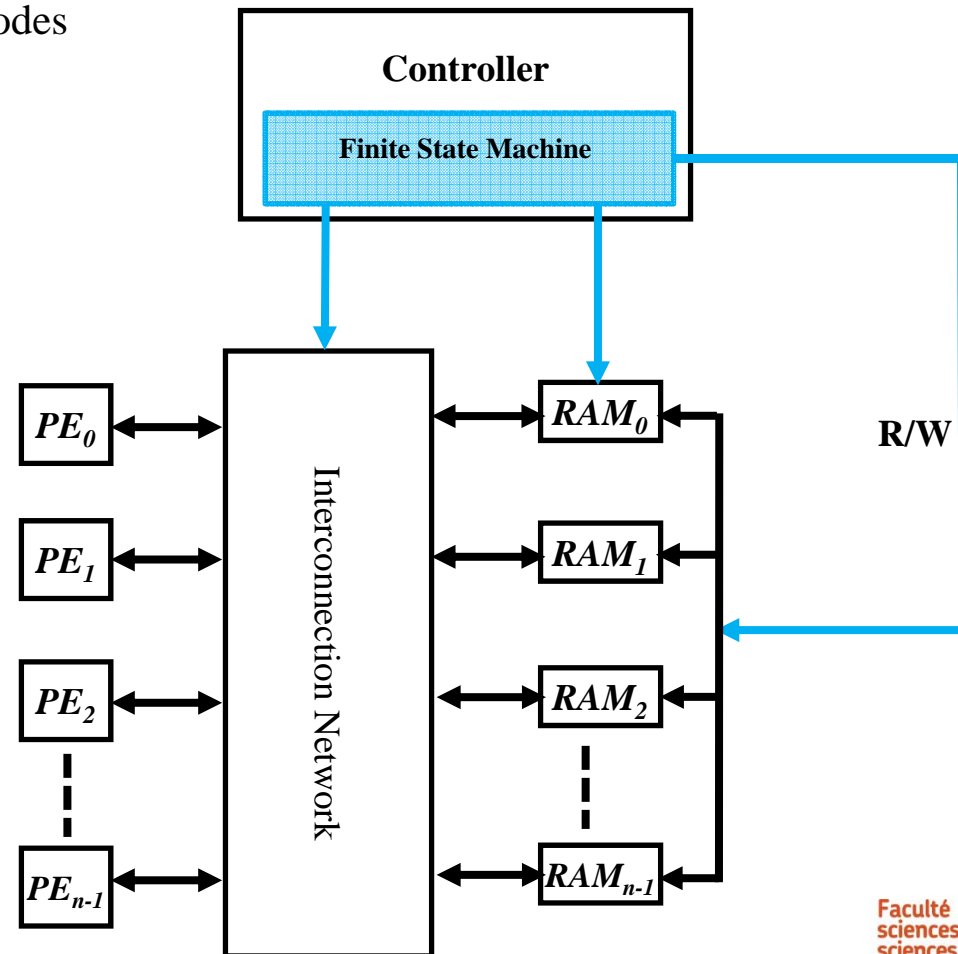 odes
Controller
Finite State Machine
PE0
RAM0
R/W
Interconnection Network
PE1
RAM1
PE2
RAM2
PEn-1
RAMn-1
Faculté
sciences
sciences